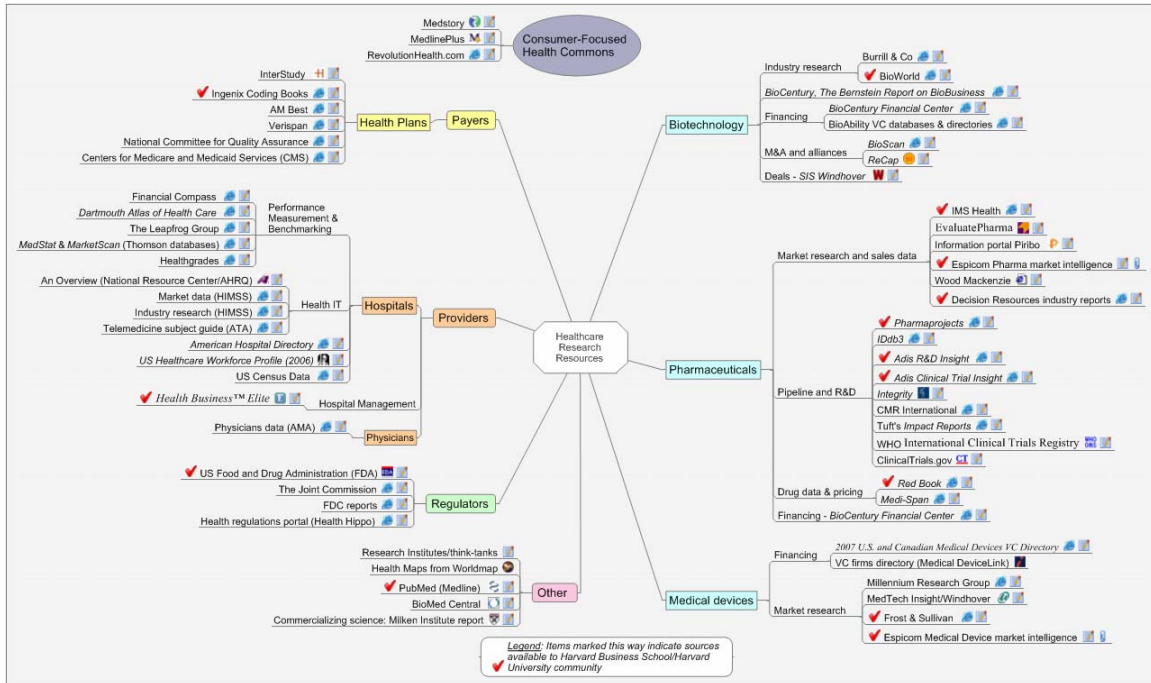 Medstory
MedlinePlus
RevolutionHealth.com
Consumer-Focused
Health Commons
InterStudy
Ingenix Coding Books
AM Best
Verispan
National Committee for Quality Assurance
Centers for Medicare and Medicaid Services (CMS)
Health Plans
Payers
Financial Compass
Dartmouth Atlas of Health Care
The Leapfrog Group
MedStat & MarketScan (Thomson databases)
Healthgrades
Performance
Measurement &
Benchmarking
An Overview (National Resource Center/AHRQ)
Market data (HIMSS)
Industry research (HIMSS)
Telemedicine subject guide (ATA)
Health IT
American Hospital Directory
US Healthcare Workforce Profile (2006)
US Census Data
Health Business™ Elite
Hospital Management
Hospitals
Physicians data (AMA)
Physicians
Providers
US Food and Drug Administration (FDA)
The Joint Commission
FDC reports
Health regulations portal (Health Hippo)
Regulators
Research Institutes/think-tanks
Health Maps from Worldmap
PubMed (Medline)
BioMed Central
Commercializing science: Milken Institute report
Other
Healthcare
Research
Resources
Biotechnology
Industry research
Burrill & Co
BioWorld
BioCentury, The Bernstein Report on BioBusiness
Financing
BioCentury Financial Center
BioAbility VC databases & directories
M&A and alliances
BioScan
ReCap
Deals - SIS Windhover
Pharmaceuticals
Market research and sales data
IMS Health
EvaluatePharma
Information portal Piribo
Espicom Pharma market intelligence
Wood Mackenzie
Decision Resources industry reports
Pipeline and R&D
Pharmaprojects
IDdb3
Adis R&D Insight
Adis Clinical Trial Insight
Integrity
CMR International
Tuft's Impact Reports
WHO International Clinical Trials Registry
ClinicalTrials.gov
CT
Drug data & pricing
Red Book
Medi-Span
Financing - BioCentury Financial Center
Medical devices
Financing
2007 U.S. and Canadian Medical Devices VC Directory
VC firms directory (Medical DeviceLink)
Market research
Millennium Research Group
MedTech Insight/Windhover
Frost & Sullivan
Espicom Medical Device market intelligence
Legend: Items marked this way indicate sources
available to Harvard Business School/Harvard
University community